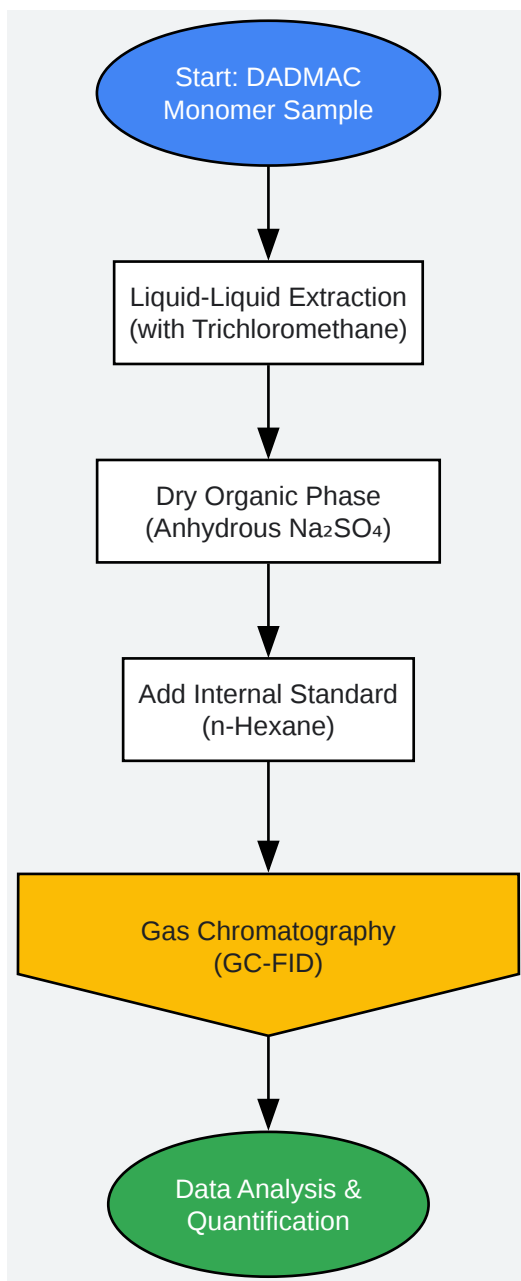 Start: DADMAC
Monomer Sample
Liquid-Liquid Extraction
(with Trichloromethane)
Dry Organic Phase
(Anhydrous Na₂SO₄)
Add Internal Standard
(n-Hexane)
Gas Chromatography
(GC-FID)
Data Analysis &
Quantification